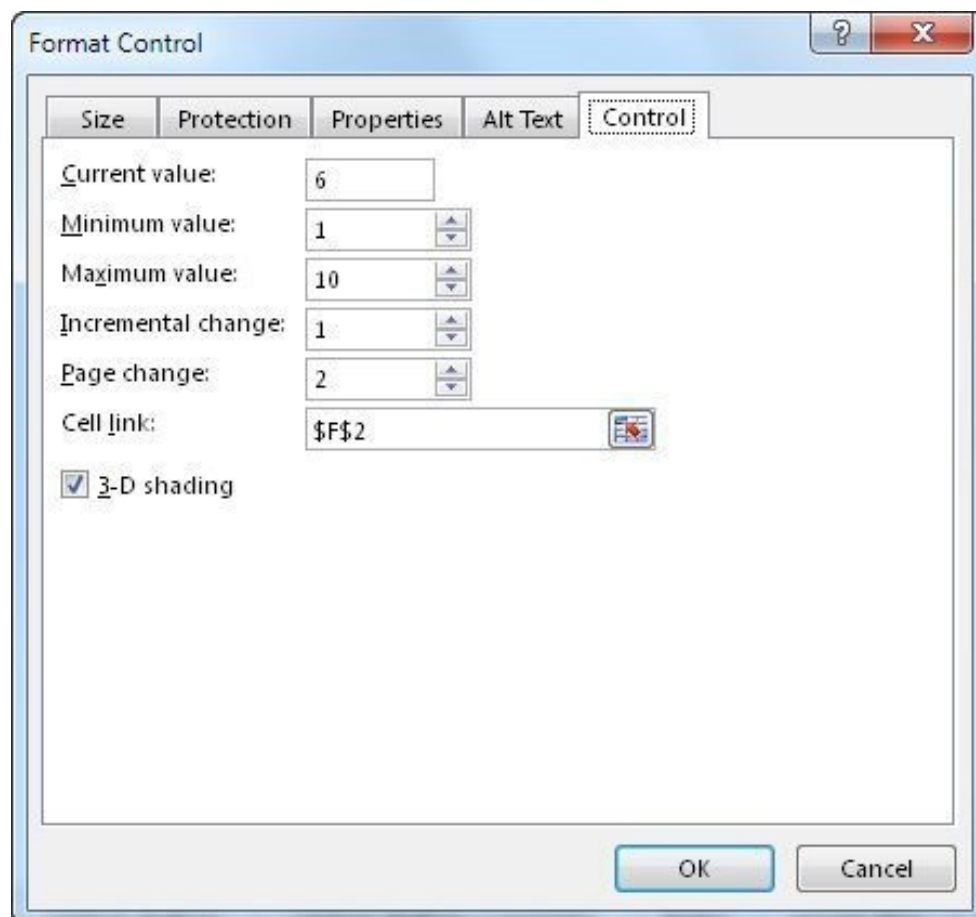 Format Control
?
X
Size Protection Properties Alt Text Control
Current value: 6
Minimum value: 1
Maximum value: 10
Incremental change: 1
Page change: 2
Cell link: $F$2
3-D shading
OK Cancel